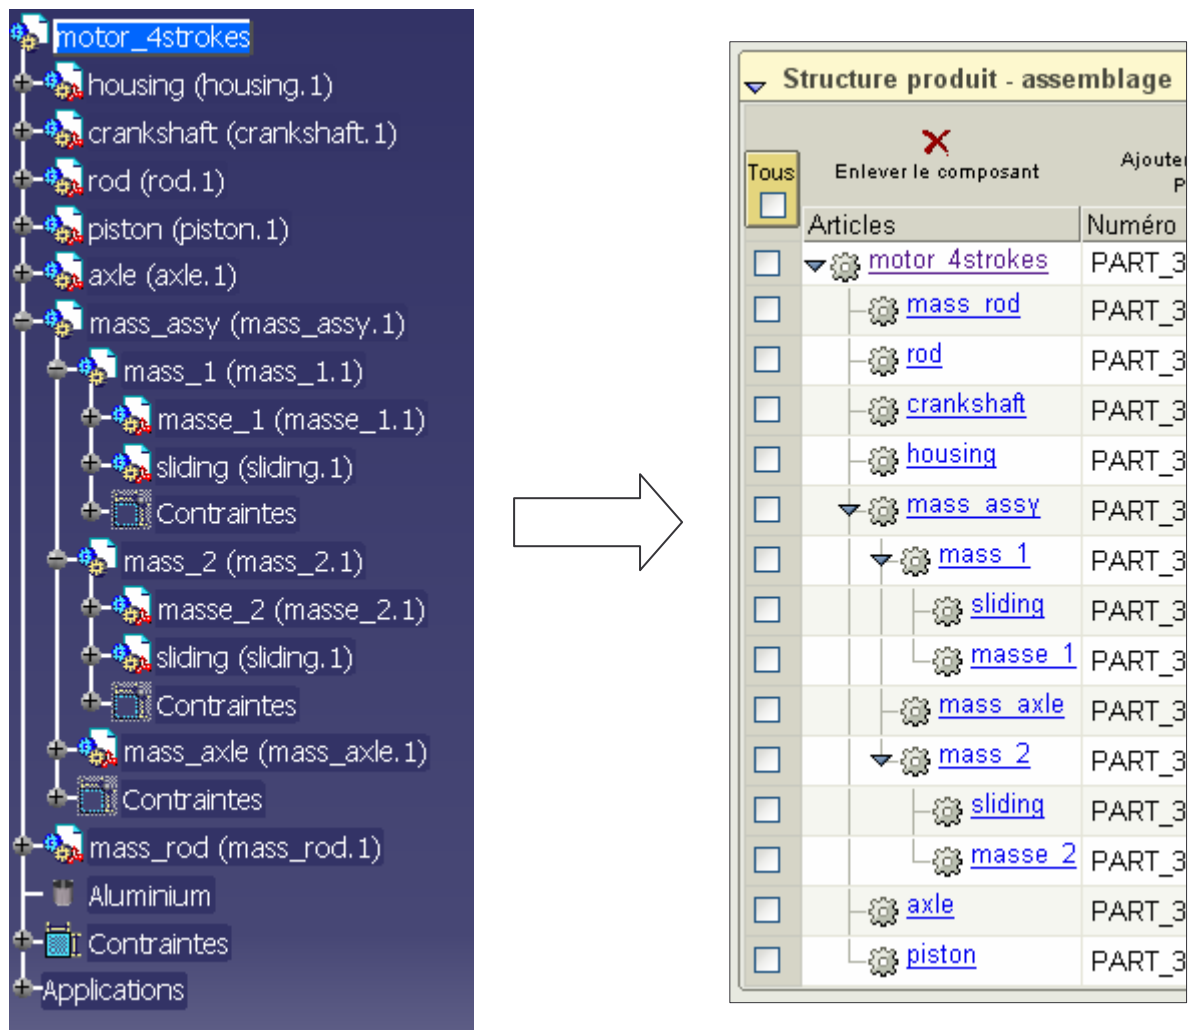 motor_4strokes
housing (housing.1)
crankshaft (crankshaft.1)
rod (rod.1)
piston (piston.1)
axle (axle.1)
mass_assy (mass_assy.1)
mass_1 (mass_1.1)
masse_1 (masse_1.1)
sliding (sliding.1)
Contraintes
mass_2 (mass_2.1)
masse_2 (masse_2.1)
sliding (sliding.1)
Contraintes
mass_axle (mass_axle.1)
Contraintes
mass_rod (mass_rod.1)
Aluminium
Contraintes
Applications
Structure produit - assemblage
Tous
Enlever le composant
Ajouter
P
Articles Numéro
motor_4strokes PART_3
mass_rod PART_3
rod PART_3
crankshaft PART_3
housing PART_3
mass_assy PART_3
mass_1 PART_3
sliding PART_3
masse_1 PART_3
mass_axle PART_3
mass_2 PART_3
sliding PART_3
masse_2 PART_3
axle PART_3
piston PART_3